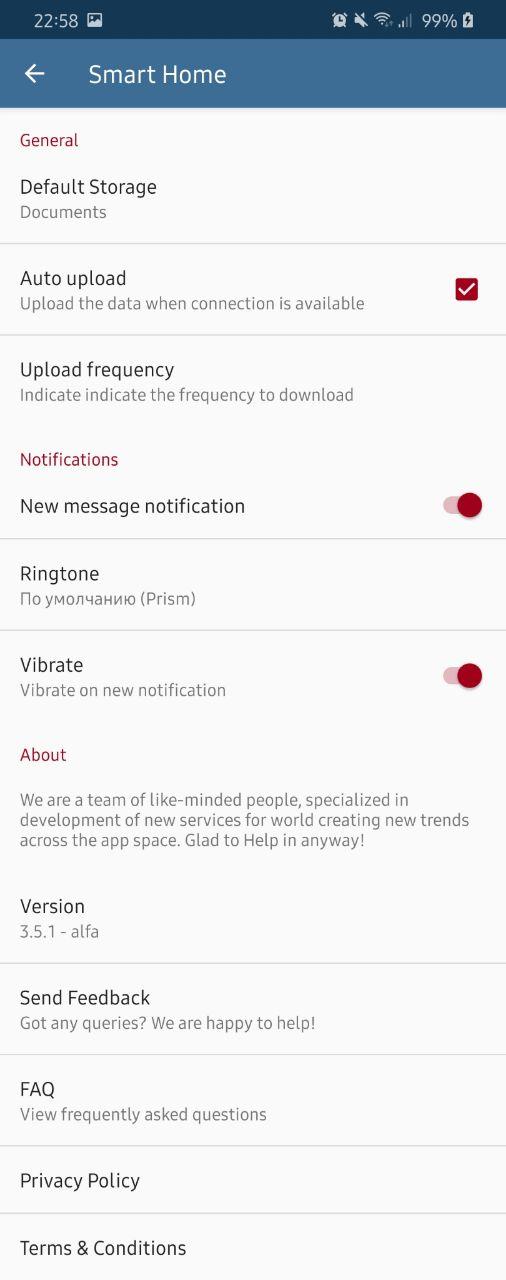 22:58
99%
Smart Home
General
Default Storage
Documents
Auto upload
Upload the data when connection is available
Upload frequency
Indicate indicate the frequency to download
Notifications
New message notification
Ringtone
По умолчанию (Prism)
Vibrate
Vibrate on new notification
About
We are a team of like-minded people, specialized in
development of new services for world creating new trends
across the app space. Glad to Help in anyway!
Version
3.5.1 - alfa
Send Feedback
Got any queries? We are happy to help!
FAQ
View frequently asked questions
Privacy Policy
Terms & Conditions